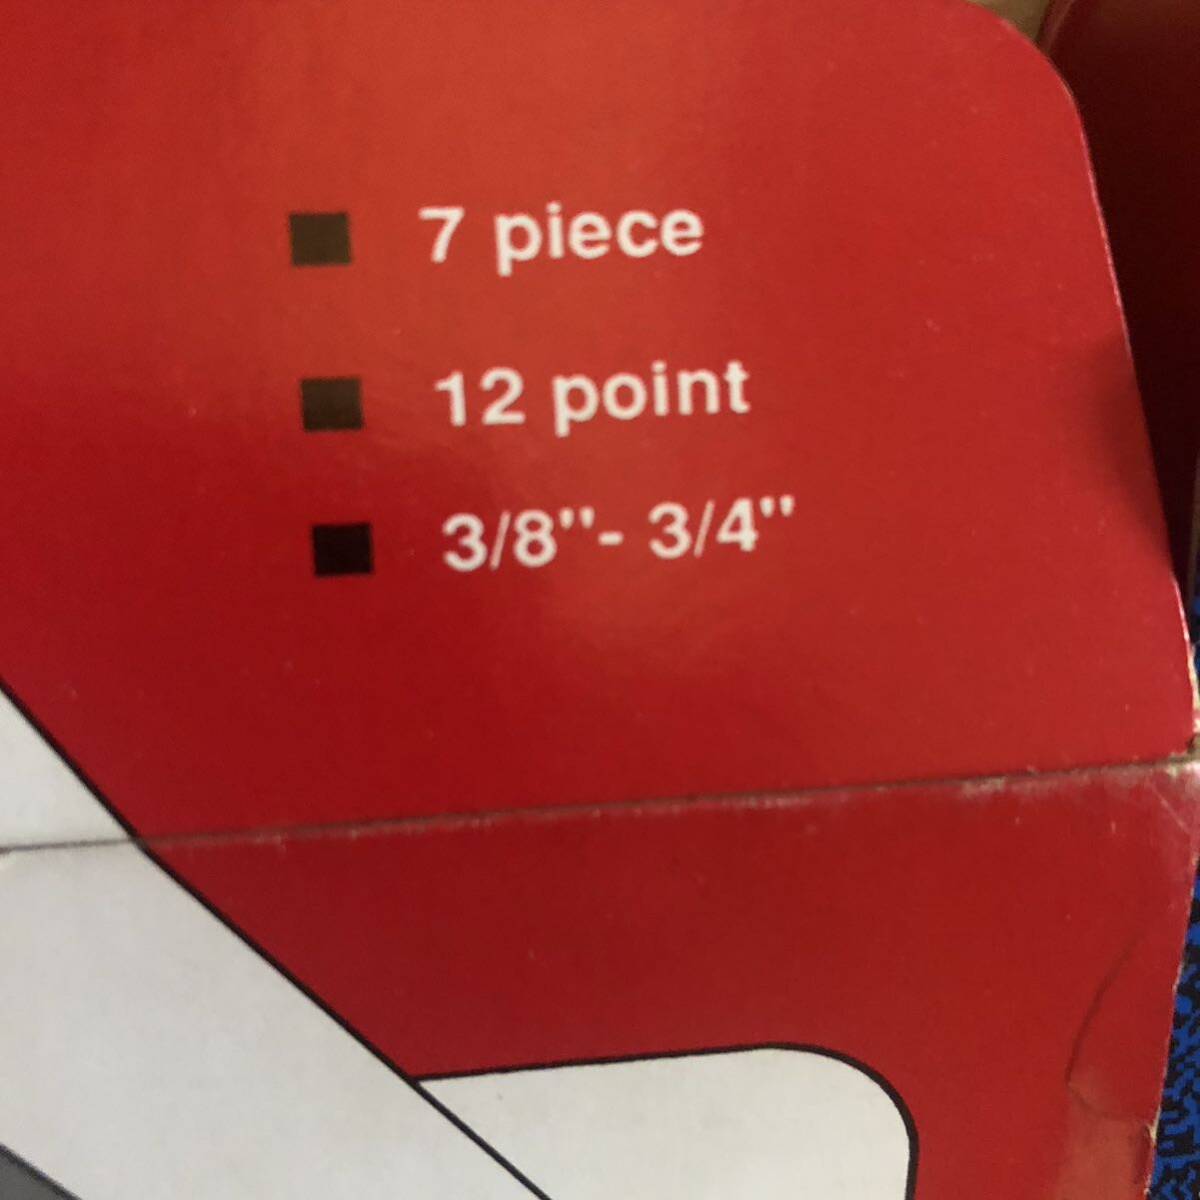 7 piece
12 point
3/8"- 3/4"